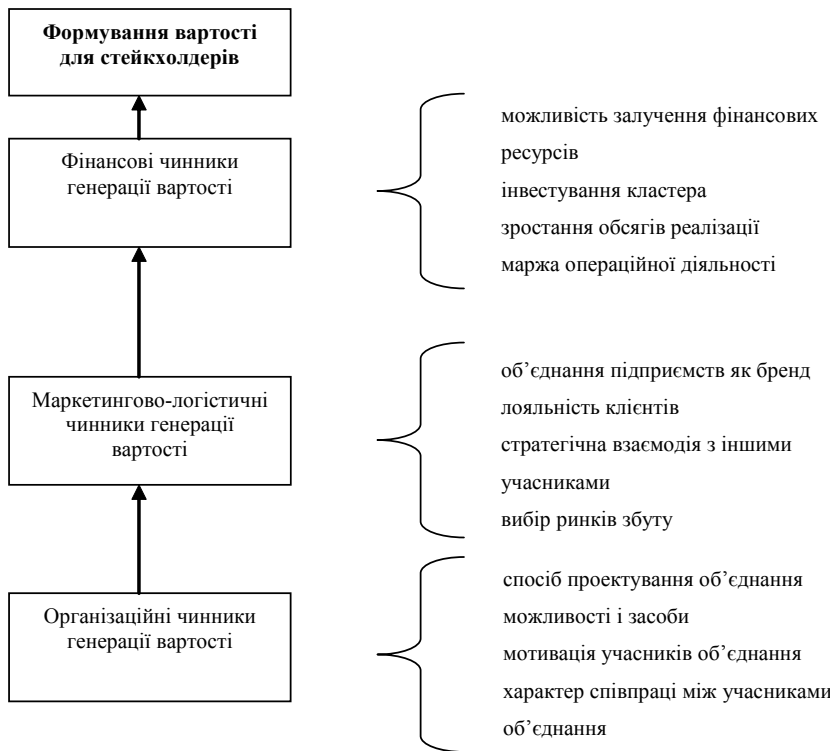 Формування вартості
для стейкхолдерів
Фінансові чинники
генерації вартості
можливість залучення фінансових
ресурсів
інвестування кластера
зростання обсягів реалізації
маржа операційної діяльності
Маркетингово-логістичні
чинники генерації
вартості
об’єднання підприємств як бренд
лояльність клієнтів
стратегічна взаємодія з іншими
учасниками
вибір ринків збуту
Організаційні чинники
генерації вартості
спосіб проектування об’єднання
можливості і засоби
мотивація учасників об’єднання
характер співпраці між учасниками
об’єднання